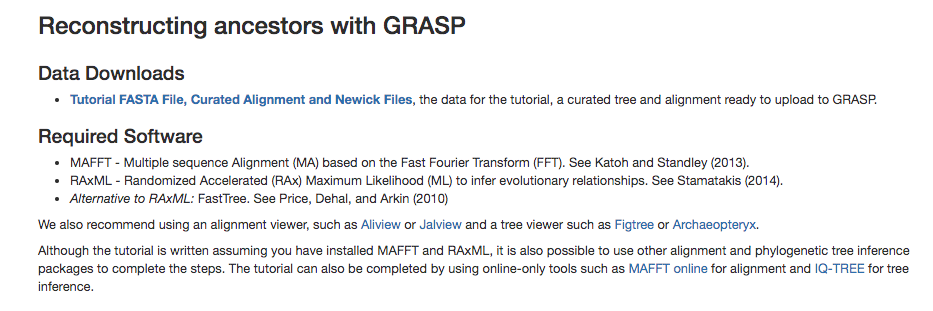 Reconstructing ancestors with GRASP
Data Downloads
• Tutorial FASTA File, Curated Alignment and Newick Files, the data for the tutorial, a curated tree and alignment ready to upload to GRASP.
Required Software
• MAFFT - Multiple sequence Alignment (MA) based on the Fast Fourier Transform (FFT). See Katoh and Standley (2013).
• RAxML - Randomized Accelerated (RAx) Maximum Likelihood (ML) to infer evolutionary relationships. See Stamatakis (2014).
• Alternative to RAxML: FastTree. See Price, Dehal, and Arkin (2010)
We also recommend using an alignment viewer, such as Aliview or Jalview and a tree viewer such as Figtree or Archaeopteryx.
Although the tutorial is written assuming you have installed MAFFT and RAxML, it is also possible to use other alignment and phylogenetic tree inference
packages to complete the steps. The tutorial can also be completed by using online-only tools such as MAFFT online for alignment and IQ-TREE for tree
inference.